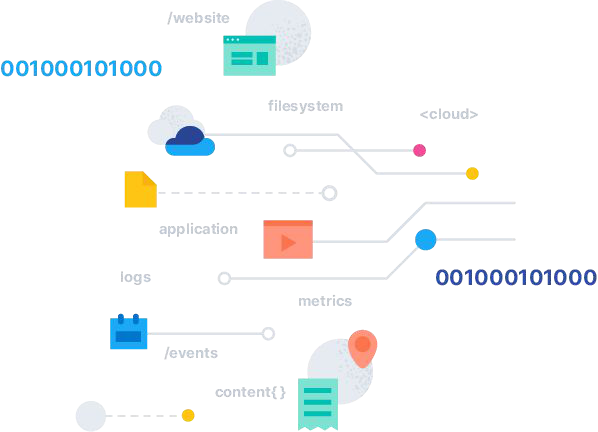 /website
001000101000
filesystem
<cloud>
application
logs
001000101000
metrics
/events
content{}